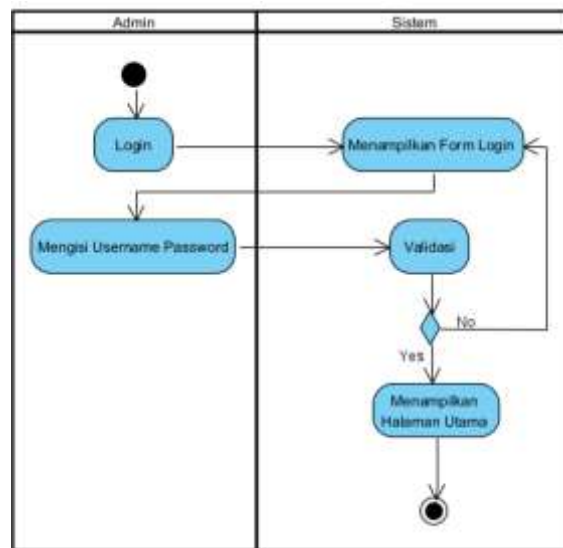 Admin
Sistem
Login
Menampilkan Form Login
Mengisi Username Password
Validasi
No
Yes
Menampilkan
Halaman Utama